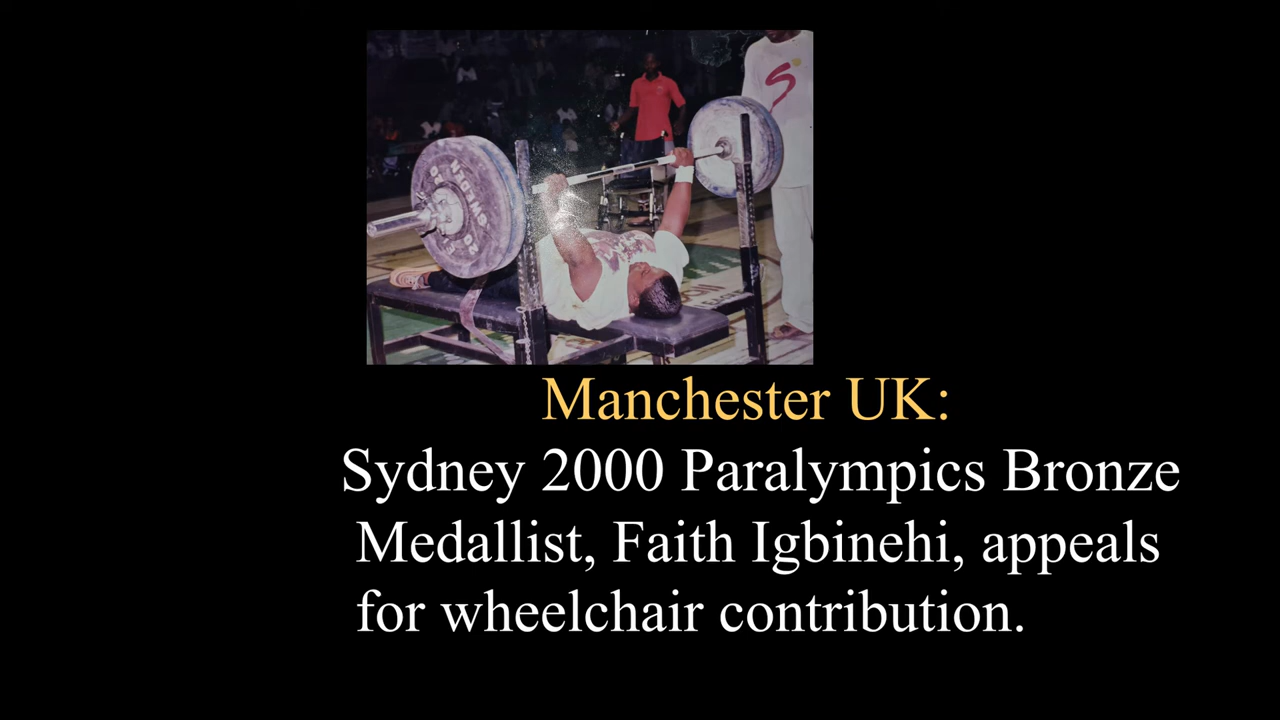 Manchester UK:
Sydney 2000 Paralympics Bronze
Medallist, Faith Igbinehi, appeals
for wheelchair contribution.